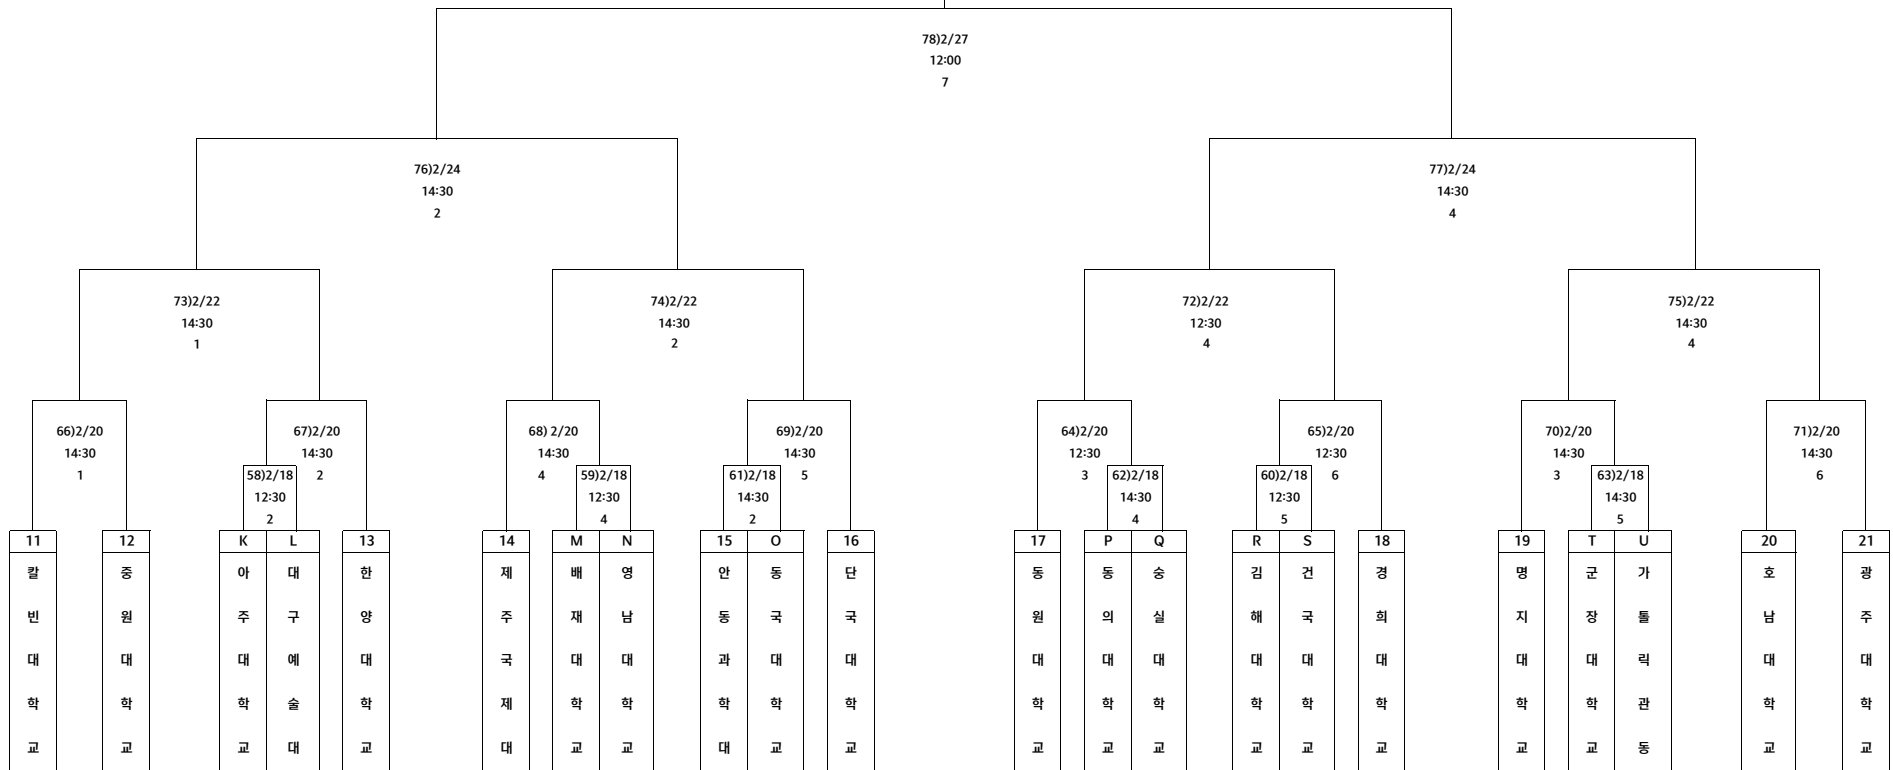 78)2/27
12:00
7
76)2/24
14:30
2
77)2/24
14:30
4
73)2/22
14:30
1
74)2/22
14:30
2
72)2/22
12:30
4
75)2/22
14:30
4
66)2/20
14:30
1
67)2/20
14:30
2
68) 2/20
14:30
4
69)2/20
14:30
5
64)2/20
12:30
3
65)2/20
12:30
6
70)2/20
14:30
3
71)2/20
14:30
6
58)2/18
12:30
2
59)2/18
12:30
4
61)2/18
14:30
2
62)2/18
14:30
4
60)2/18
12:30
5
63)2/18
14:30
5
11
칼빈대학교
12
중원대학교
K
아주대학교
L
대구예술대
13
한양대학교
14
제주국제대
M
배재대학교
N
영남대학교
15
안동과학대
O
동국대학교
16
단국대학교
17
동원대학교
P
동의대학교
Q
숭실대학교
R
김해대학교
S
건국대학교
18
경희대학교
19
명지대학교
T
군장대학교
U
가톨릭관동
20
호남대학교
21
광주대학교